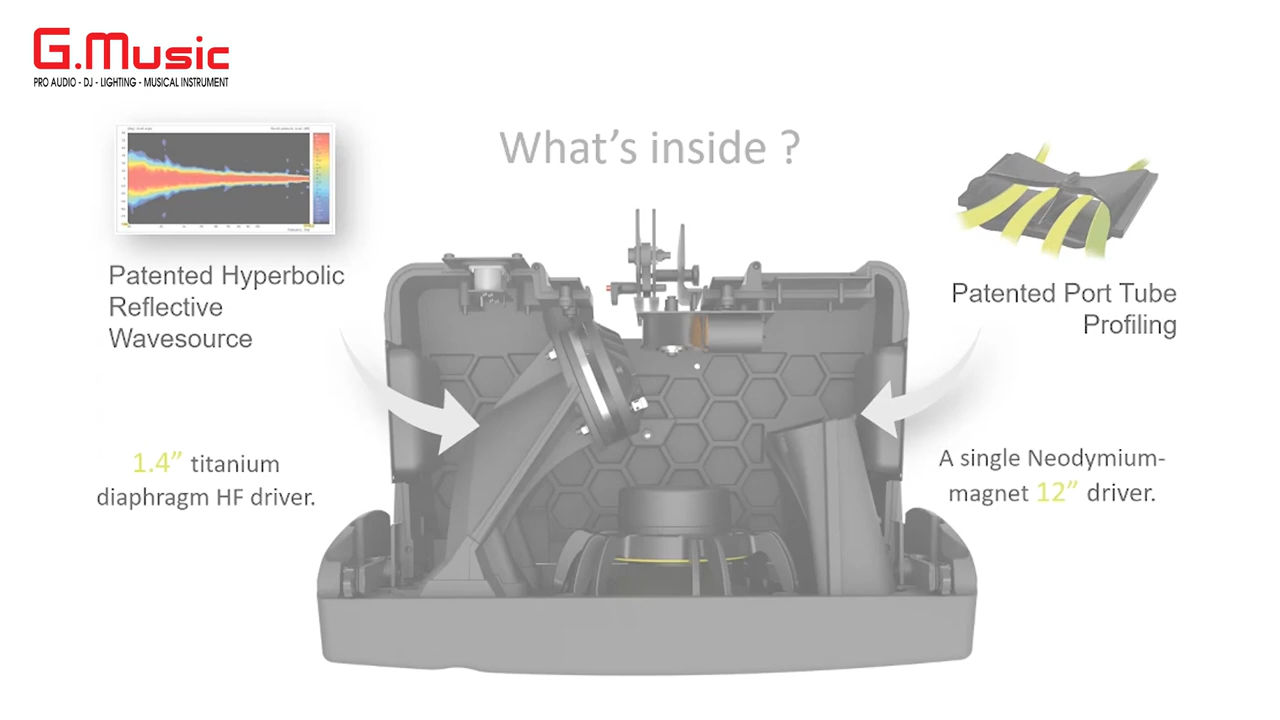 G.Music
PRO AUDIO - DJ - LIGHTING - MUSICAL INSTRUMENT
What's inside ?
Patented Hyperbolic
Reflective
Wavesource
1.4” titanium
diaphragm HF driver.
Patented Port Tube
Profiling
A single Neodymium-
magnet 12” driver.